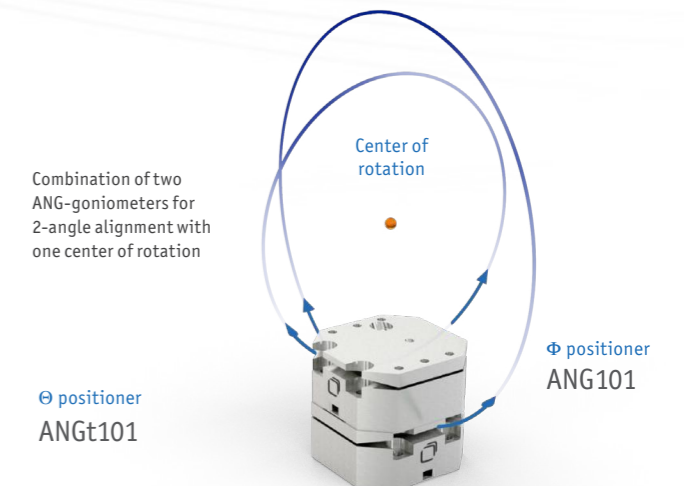 Center of
rotation
Combination of two
ANG-goniometers for
2-angle alignment with
one center of rotation
Φ positioner
ANG101
Θ positioner
ANGt101